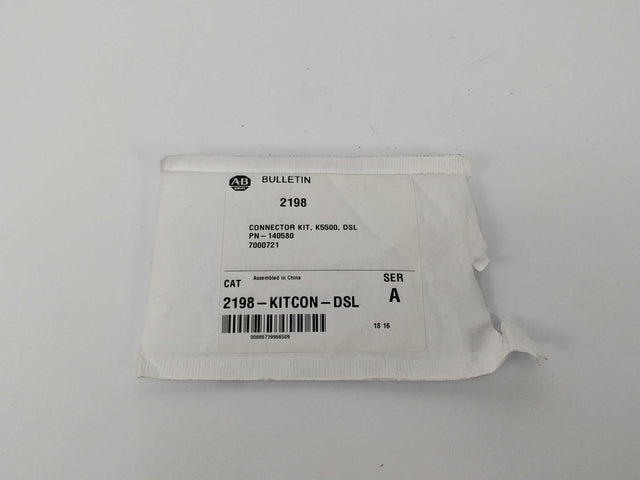 AB BULLETIN
2198
CONNECTOR KIT, K5500, DSL
PN-140580
7000721
CAT Assembled in China SER
2198-KITCON-DSL A
18 16
00886739966509